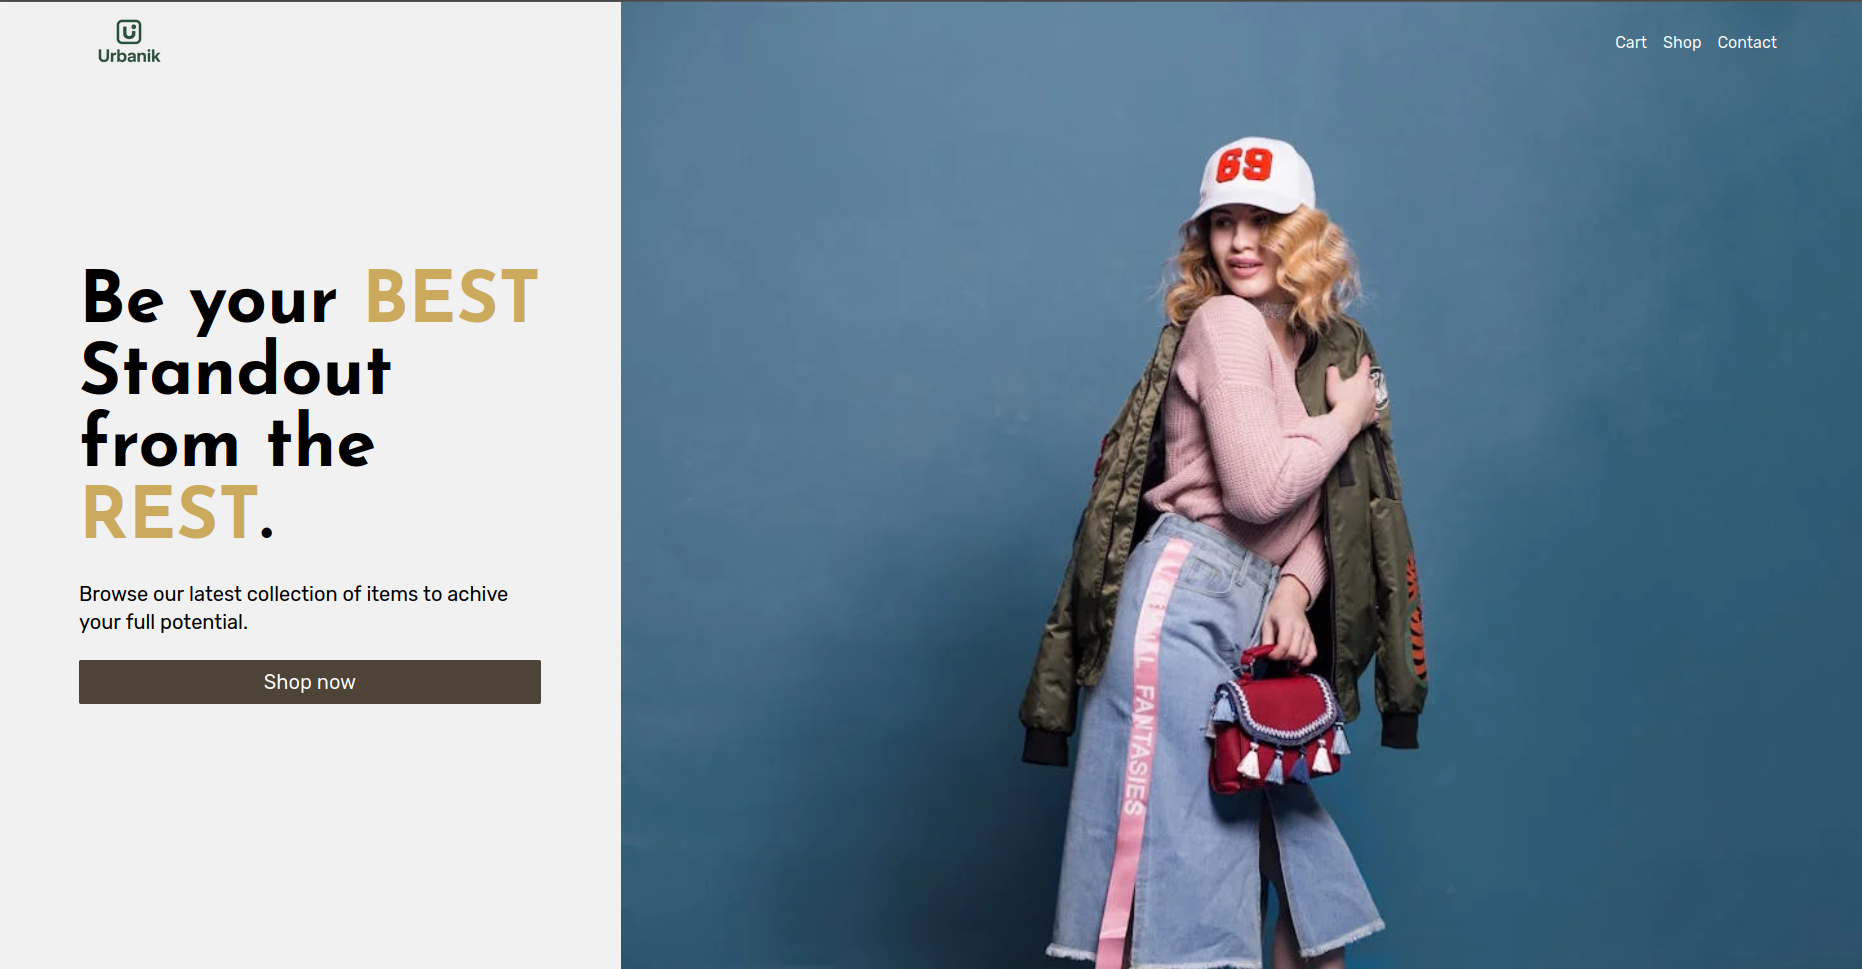 Urbanik
Cart Shop Contact
69
Be your BEST
Standout
from the
REST.
Browse our latest collection of items to achive
your full potential.
Shop now
FANTASIES